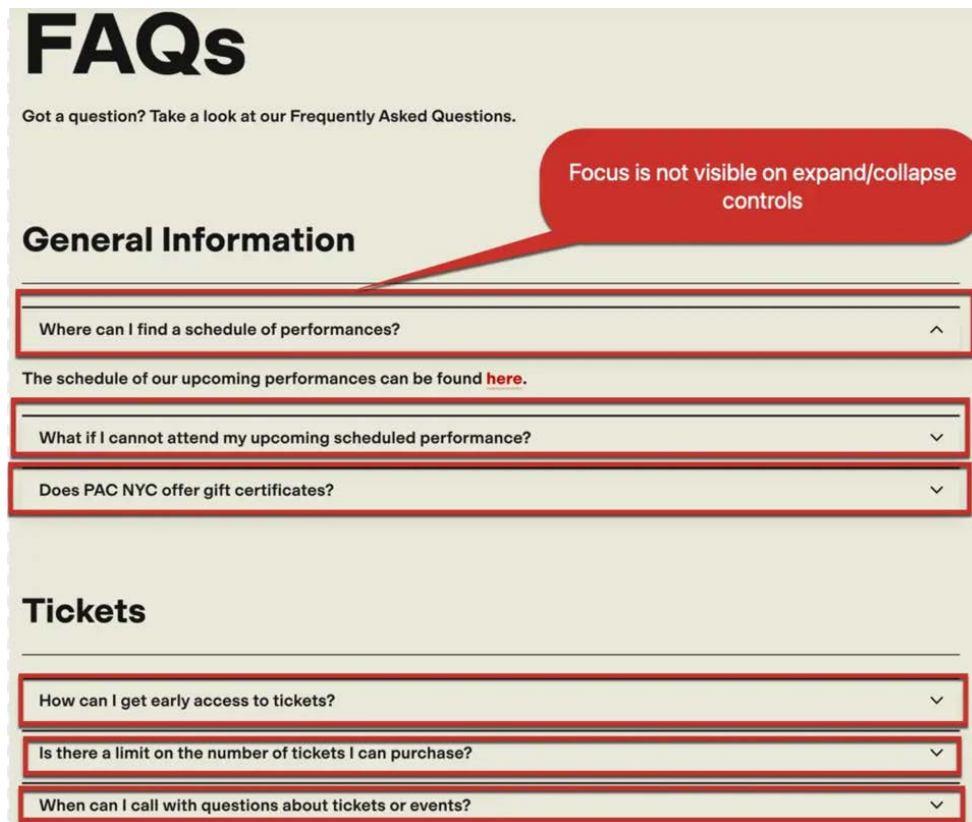 FAQs
Got a question? Take a look at our Frequently Asked Questions.
Focus is not visible on expand/collapse
controls
General Information
Where can I find a schedule of performances?
The schedule of our upcoming performances can be found here.
What if I cannot attend my upcoming scheduled performance?
Does PAC NYC offer gift certificates?
Tickets
How can I get early access to tickets?
Is there a limit on the number of tickets I can purchase?
When can I call with questions about tickets or events?